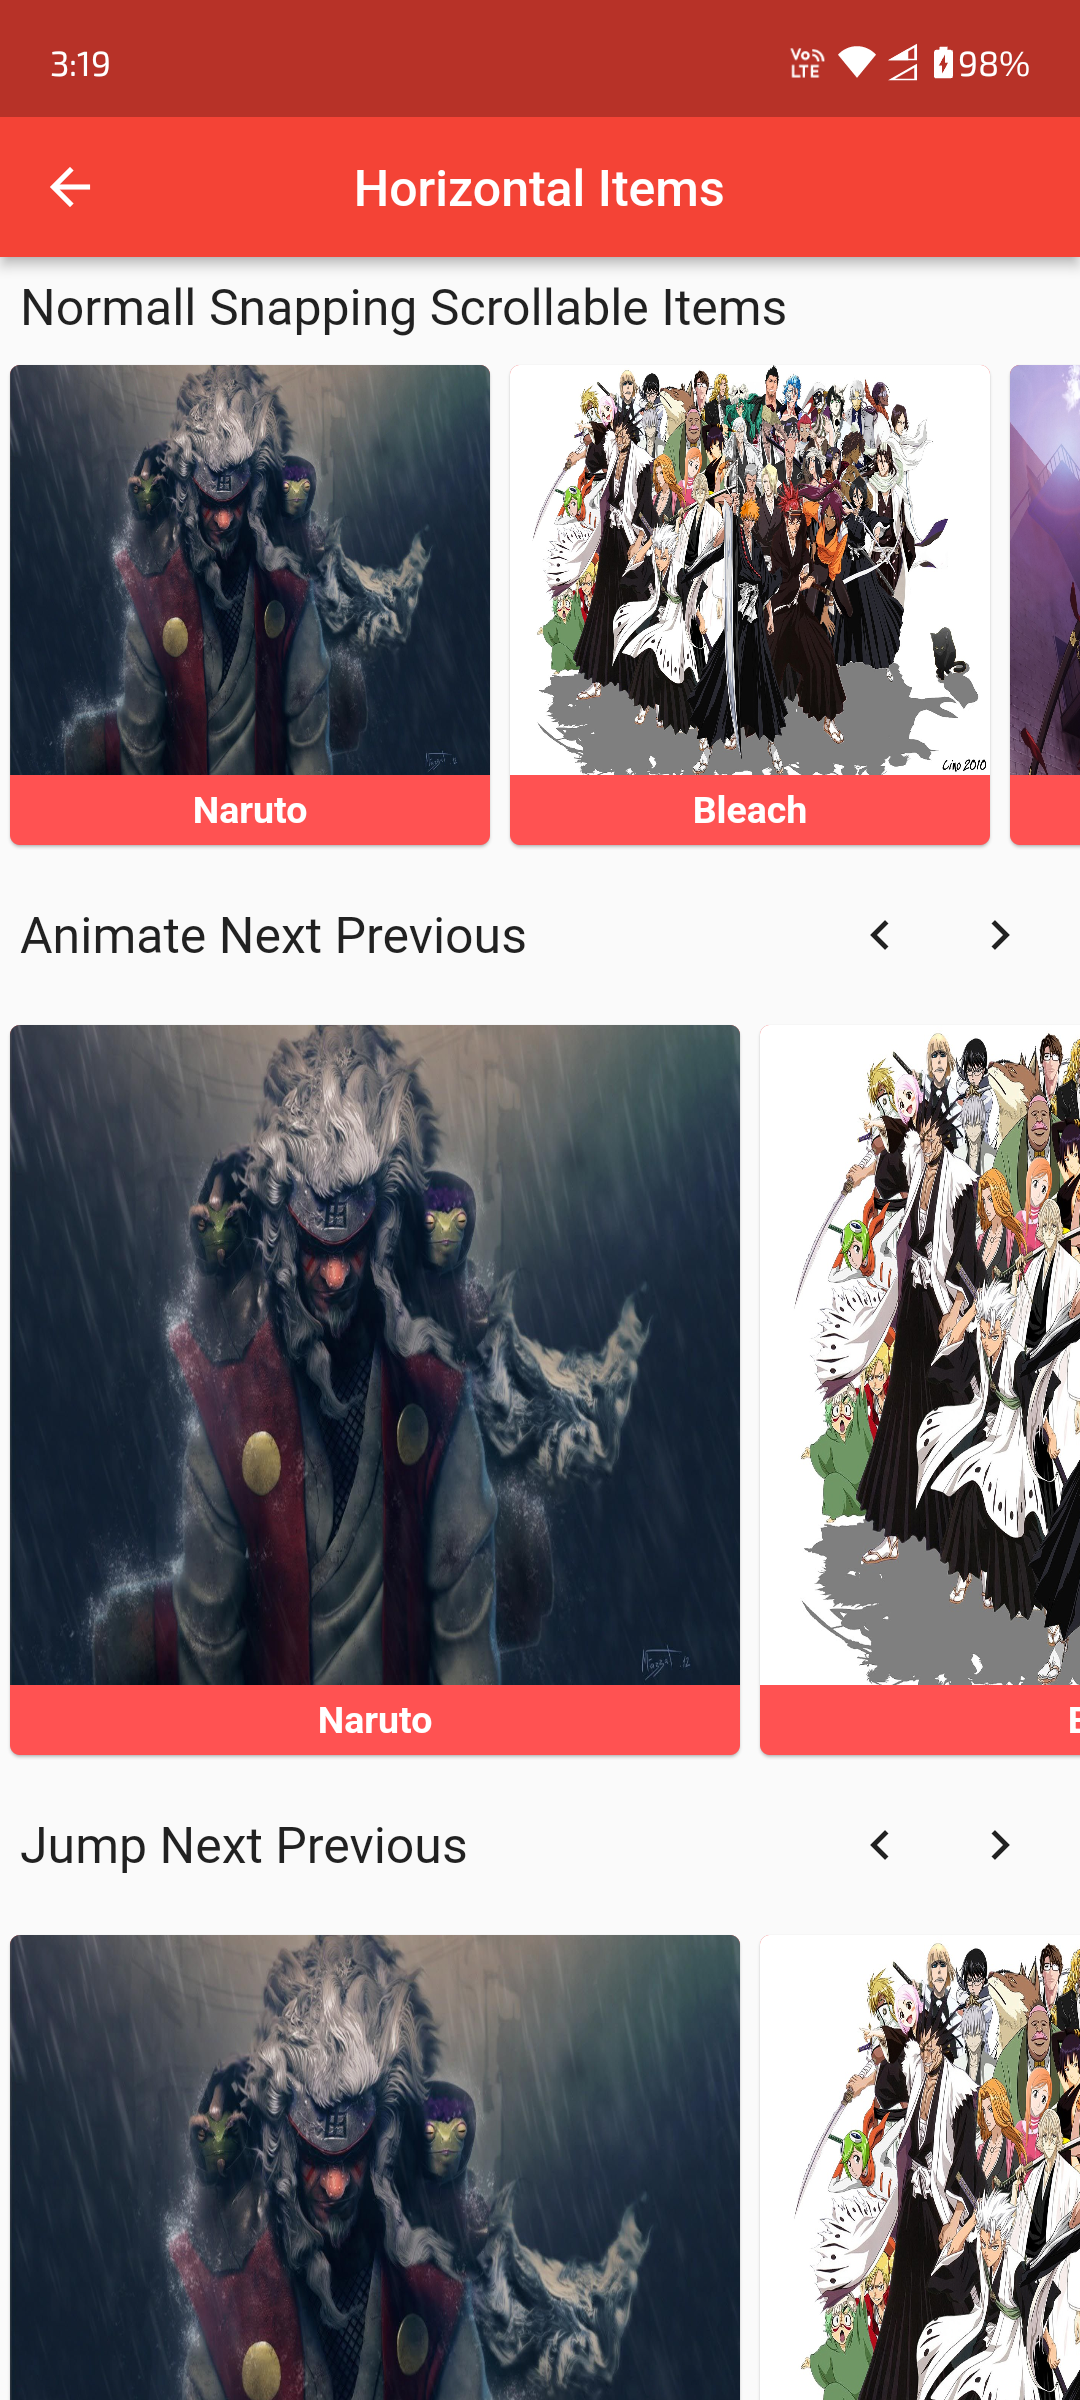 3:19
Vo LTE 98%
Horizontal Items
Normall Snapping Scrollable Items
Cino 2010
Naruto
Bleach
Animate Next Previous
Naruto
Jump Next Previous